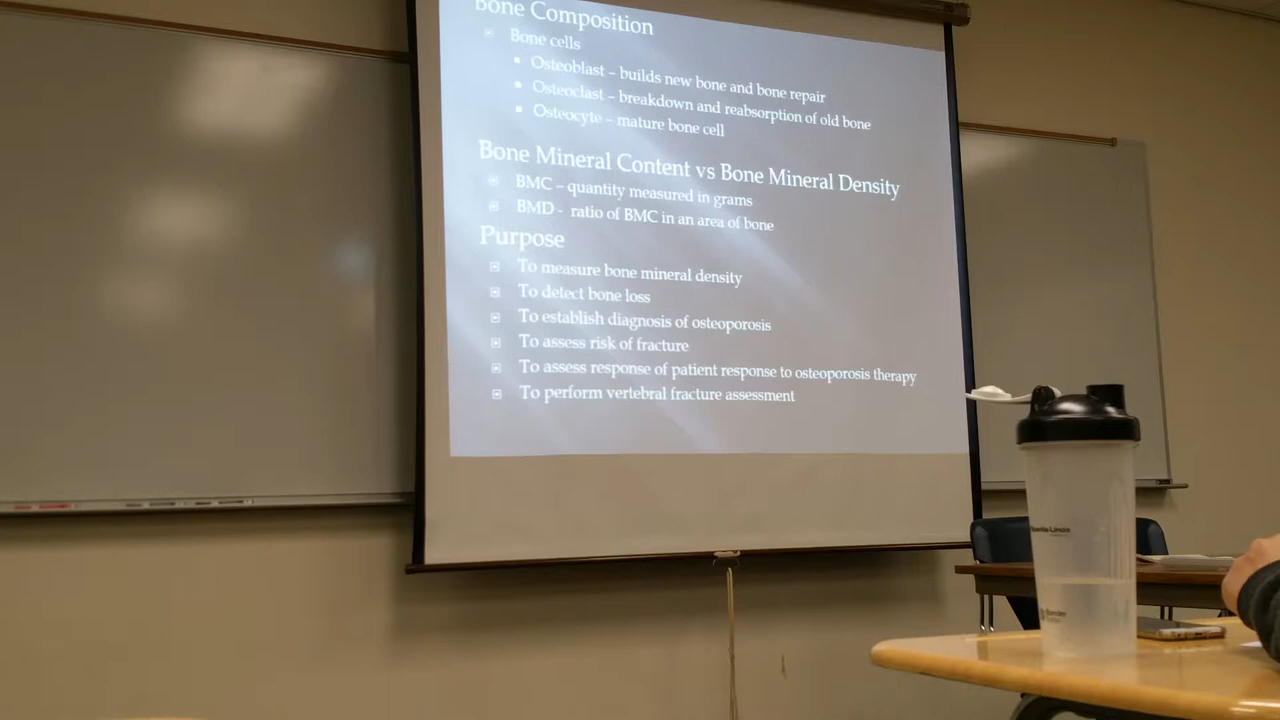 Bone Composition
Bone cells
Osteoblast – builds new bone and bone repair
Osteoclast – breakdown and reabsorption of old bone
Osteocyte – mature bone cell
Bone Mineral Content vs Bone Mineral Density
BMC – quantity measured in grams
BMD - ratio of BMC in an area of bone
Purpose
To measure bone mineral density
To detect bone loss
To establish diagnosis of osteoporosis
To assess risk of fracture
To assess response of patient response to osteoporosis therapy
To perform vertebral fracture assessment